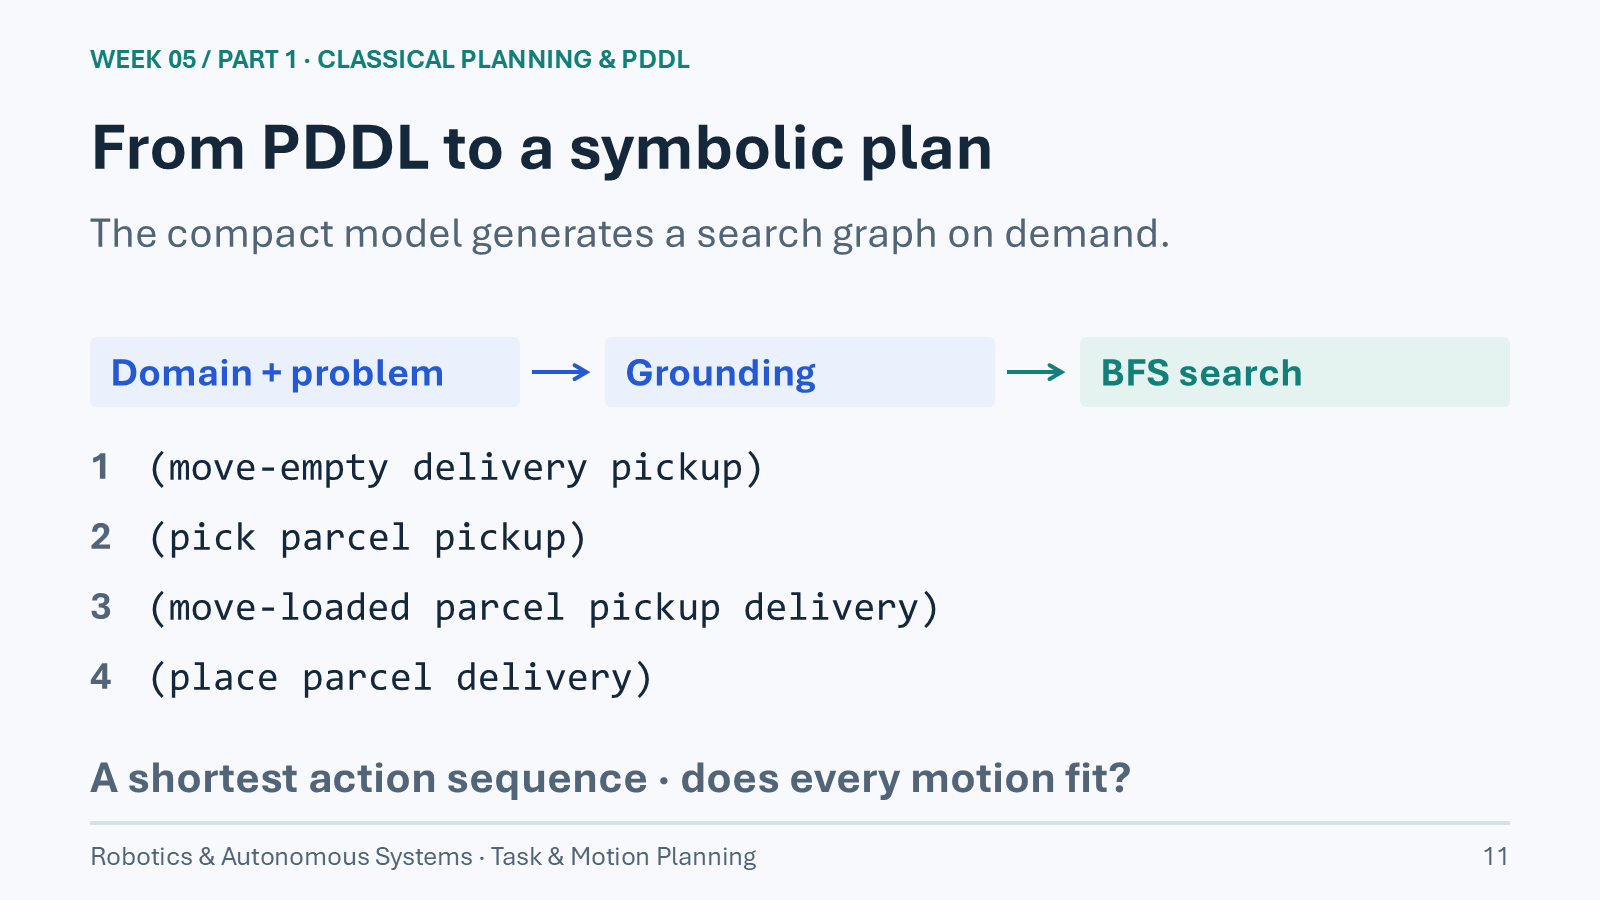 WEEK 05 / PART 1 · CLASSICAL PLANNING & PDDL
From PDDL to a symbolic plan
The compact model generates a search graph on demand.
Domain + problem
Grounding
BFS search
1 (move-empty delivery pickup)
2 (pick parcel pickup)
3 (move-loaded parcel pickup delivery)
4 (place parcel delivery)
A shortest action sequence · does every motion fit?
Robotics & Autonomous Systems · Task & Motion Planning
11